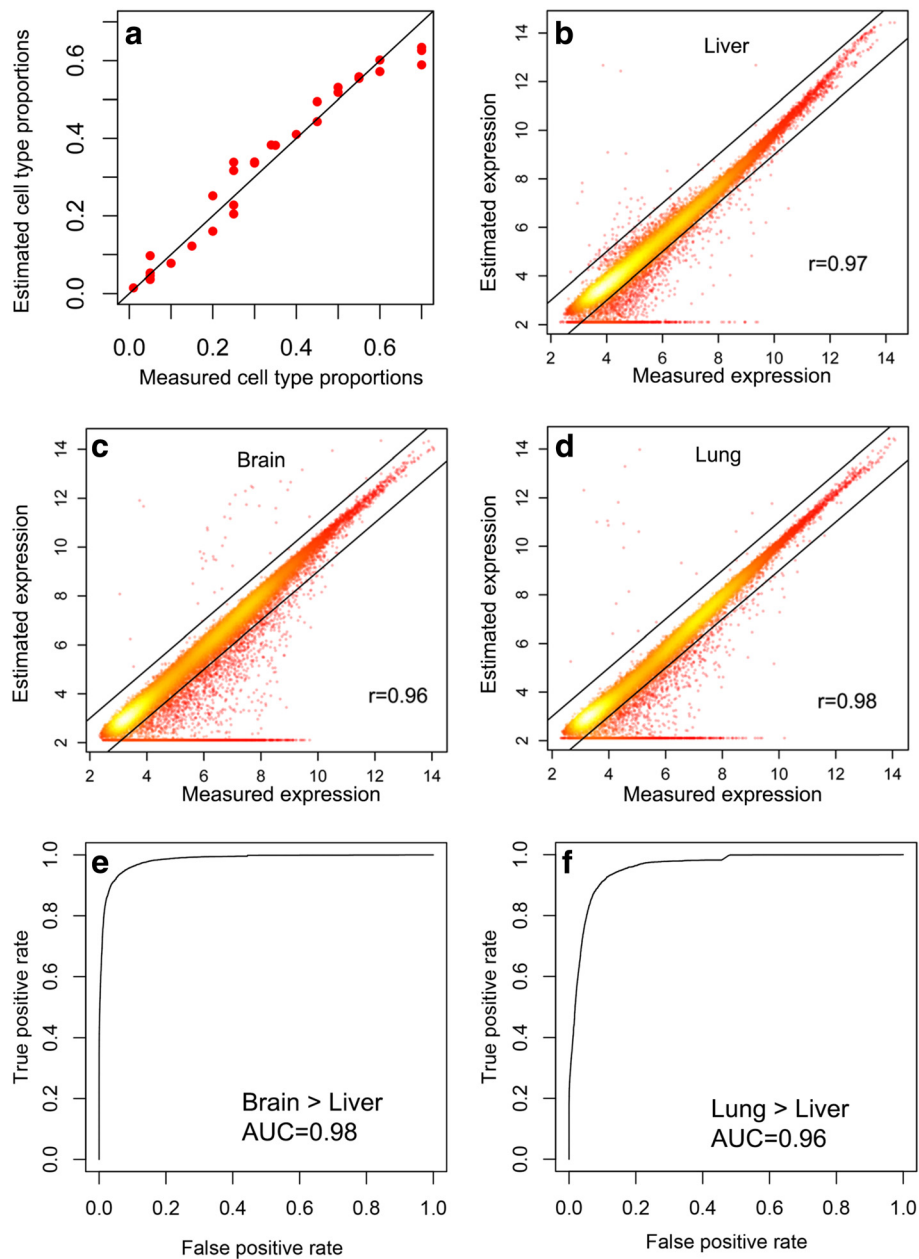 a
Estimated cell type proportions
0.0 0.2 0.4 0.6
0.0 0.2 0.4 0.6
Measured cell type proportions
b
Liver
Estimated expression
2 4 6 8 10 12 14
r=0.97
2 4 6 8 10 12 14
Measured expression
c
Brain
Estimated expression
2 4 6 8 10 12 14
r=0.96
2 4 6 8 10 12 14
Measured expression
d
Lung
Estimated expression
2 4 6 8 10 12 14
r=0.98
2 4 6 8 10 12 14
Measured expression
e
True positive rate
0.0 0.2 0.4 0.6 0.8 1.0
Brain > Liver
AUC=0.98
0.0 0.2 0.4 0.6 0.8 1.0
False positive rate
f
True positive rate
0.0 0.2 0.4 0.6 0.8 1.0
Lung > Liver
AUC=0.96
0.0 0.2 0.4 0.6 0.8 1.0
False positive rate